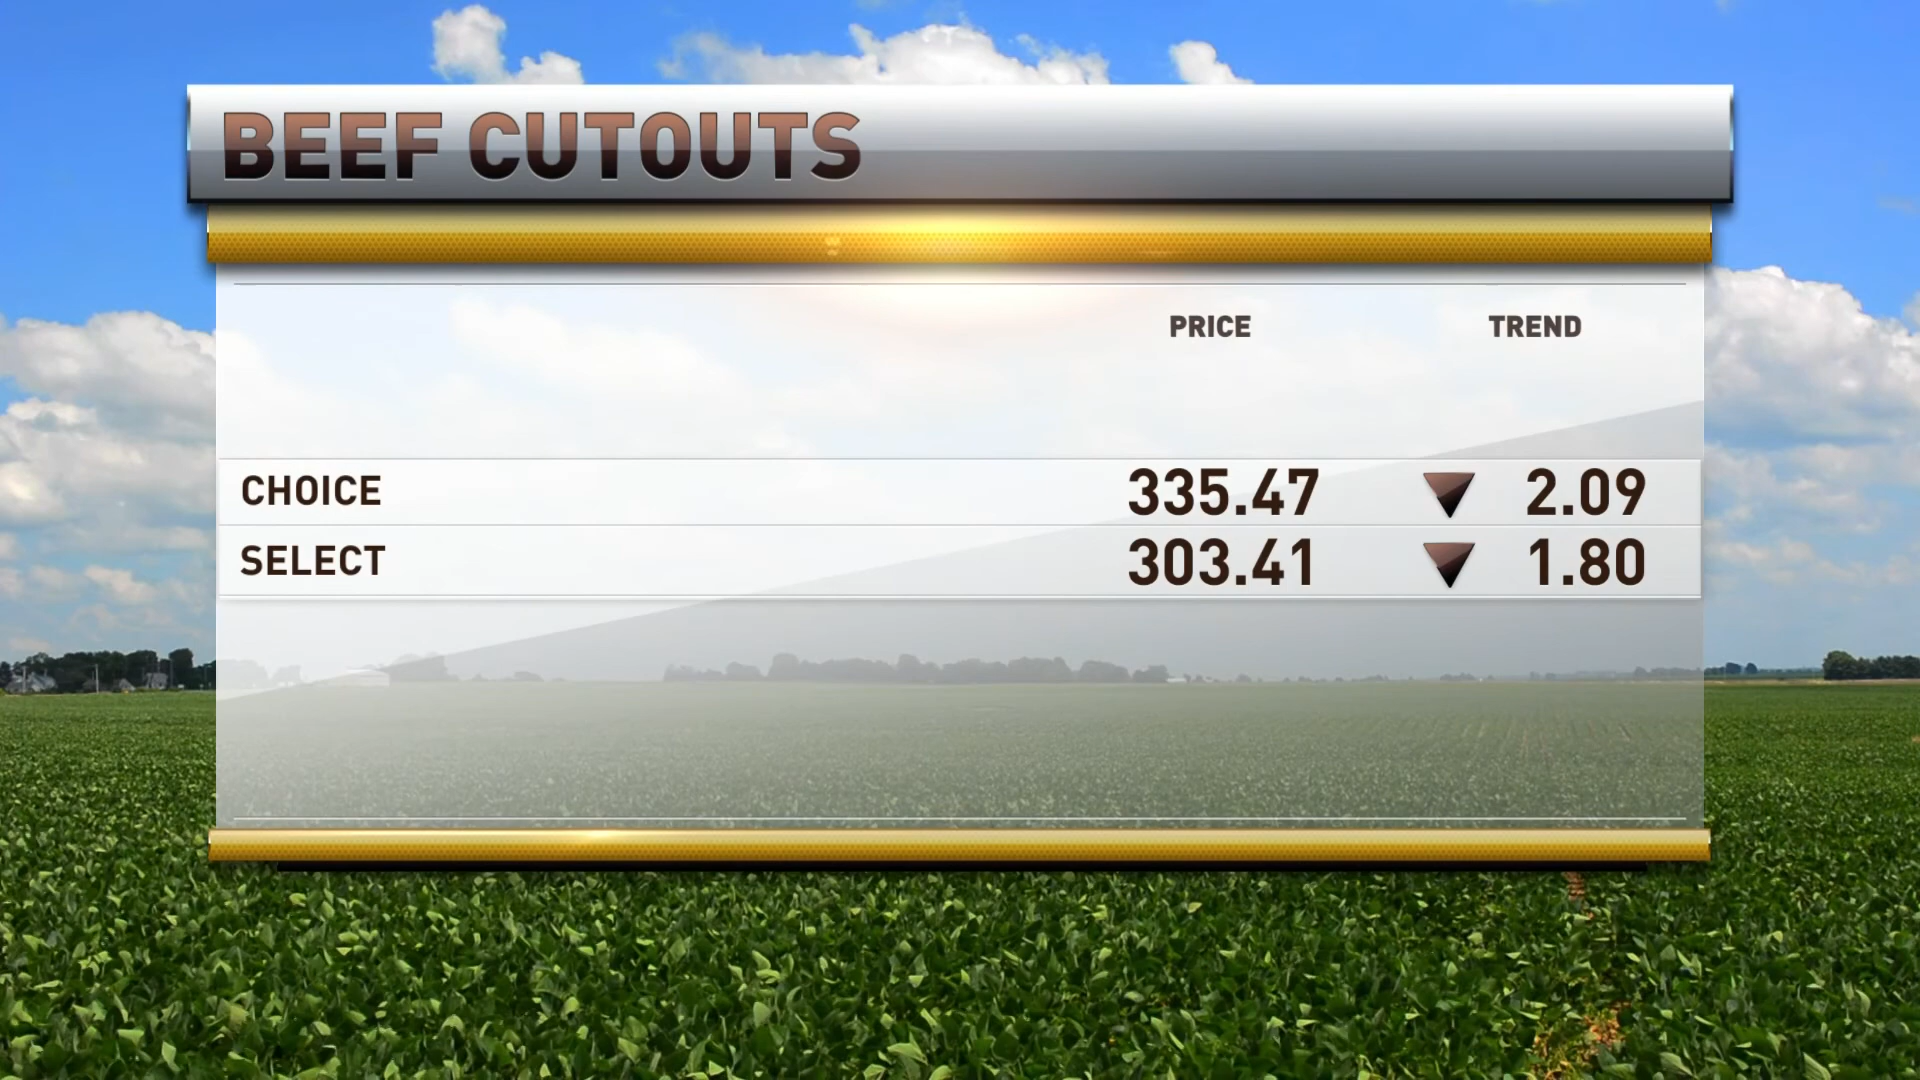 BEEF CUTOUTS
PRICE TREND
CHOICE 335.47 ▼ 2.09
SELECT 303.41 ▼ 1.80